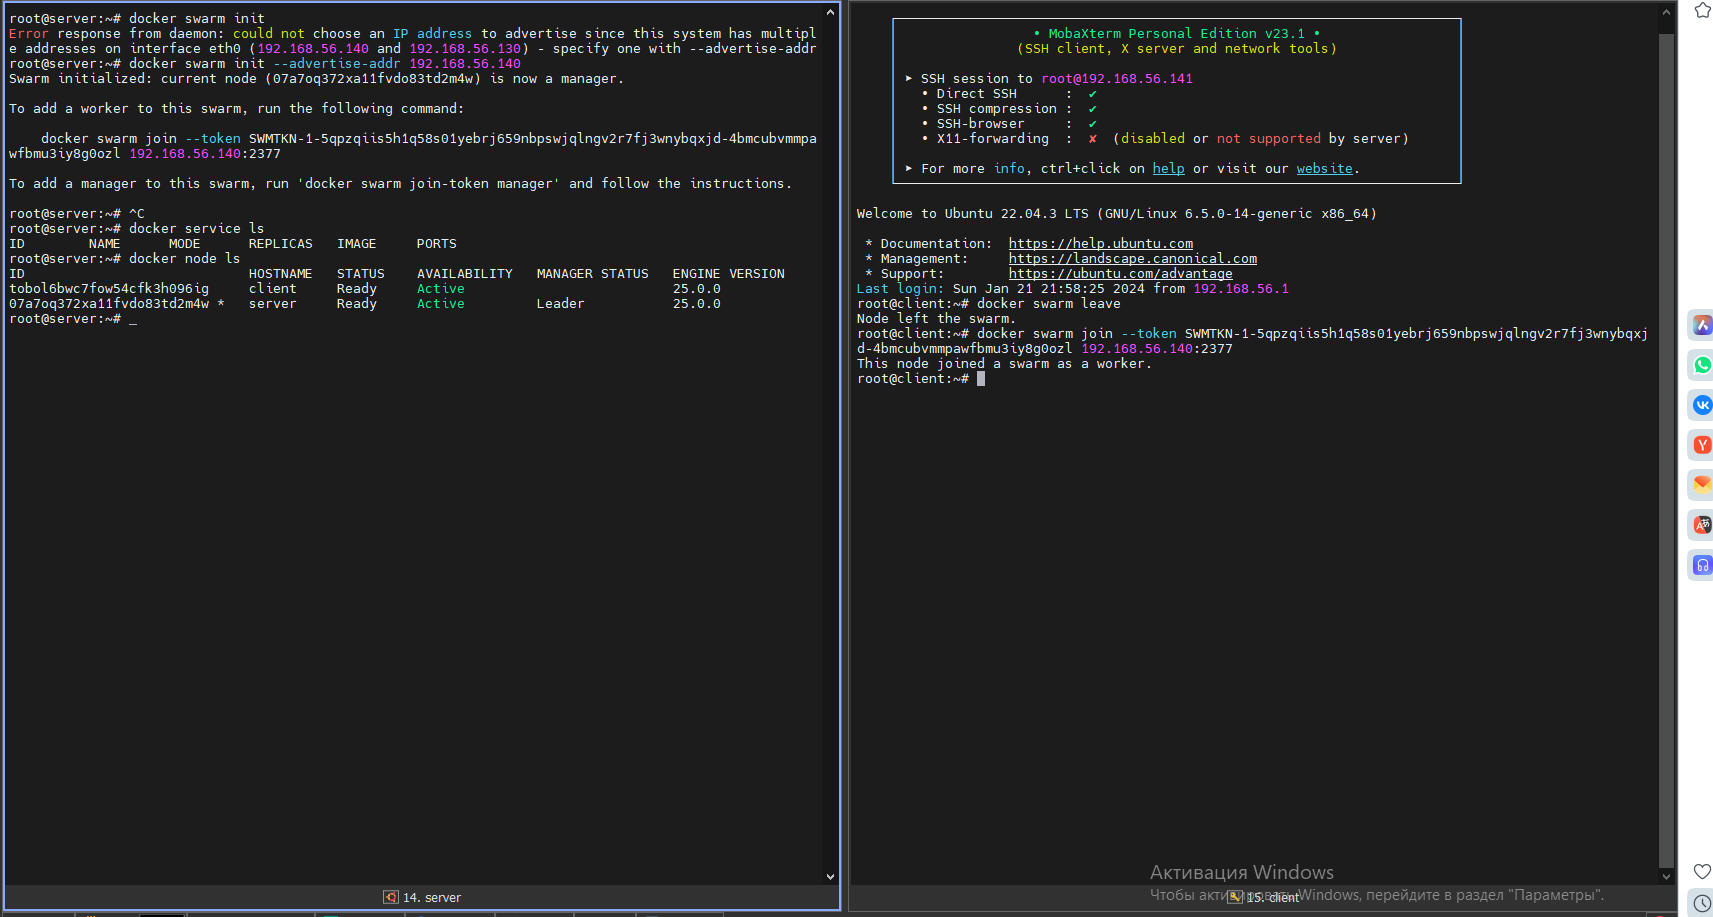 root@server:~# docker swarm init
Error response from daemon: could not choose an IP address to advertise since this system has multipl
e addresses on interface eth0 (192.168.56.140 and 192.168.56.130) - specify one with --advertise-addr
root@server:~# docker swarm init --advertise-addr 192.168.56.140
Swarm initialized: current node (07a7oq372xa11fvdo83td2m4w) is now a manager.
To add a worker to this swarm, run the following command:
docker swarm join --token SWMTKN-1-5qpzqiis5h1q58s01yebrj659nbpswjqlngv2r7fj3wnybqxjd-4bmcubvmmpa
wfbmu3iy8g0ozl 192.168.56.140:2377
To add a manager to this swarm, run 'docker swarm join-token manager' and follow the instructions.
root@server:~# ^C
root@server:~# docker service ls
ID NAME MODE REPLICAS IMAGE PORTS
root@server:~# docker node ls
ID HOSTNAME STATUS AVAILABILITY MANAGER STATUS ENGINE VERSION
tobol6bwc7fow54cfk3h096ig client Ready Active 25.0.0
07a7oq372xa11fvdo83td2m4w * server Ready Active Leader 25.0.0
root@server:~# _
14. server
• MobaXterm Personal Edition v23.1 •
(SSH client, X server and network tools)
➤ SSH session to root@192.168.56.141
• Direct SSH : ✔
• SSH compression : ✔
• SSH-browser : ✔
• X11-forwarding : ✘ (disabled or not supported by server)
➤ For more info, ctrl+click on help or visit our website.
Welcome to Ubuntu 22.04.3 LTS (GNU/Linux 6.5.0-14-generic x86_64)
* Documentation: https://help.ubuntu.com
* Management: https://landscape.canonical.com
* Support: https://ubuntu.com/advantage
Last login: Sun Jan 21 21:58:25 2024 from 192.168.56.1
root@client:~# docker swarm leave
Node left the swarm.
root@client:~# docker swarm join --token SWMTKN-1-5qpzqiis5h1q58s01yebrj659nbpswjqlngv2r7fj3wnybqxj
d-4bmcubvmmpawfbmu3iy8g0ozl 192.168.56.140:2377
This node joined a swarm as a worker.
root@client:~#
Активация Windows
Чтобы активировать Windows, перейдите в раздел "Параметры".
15. client